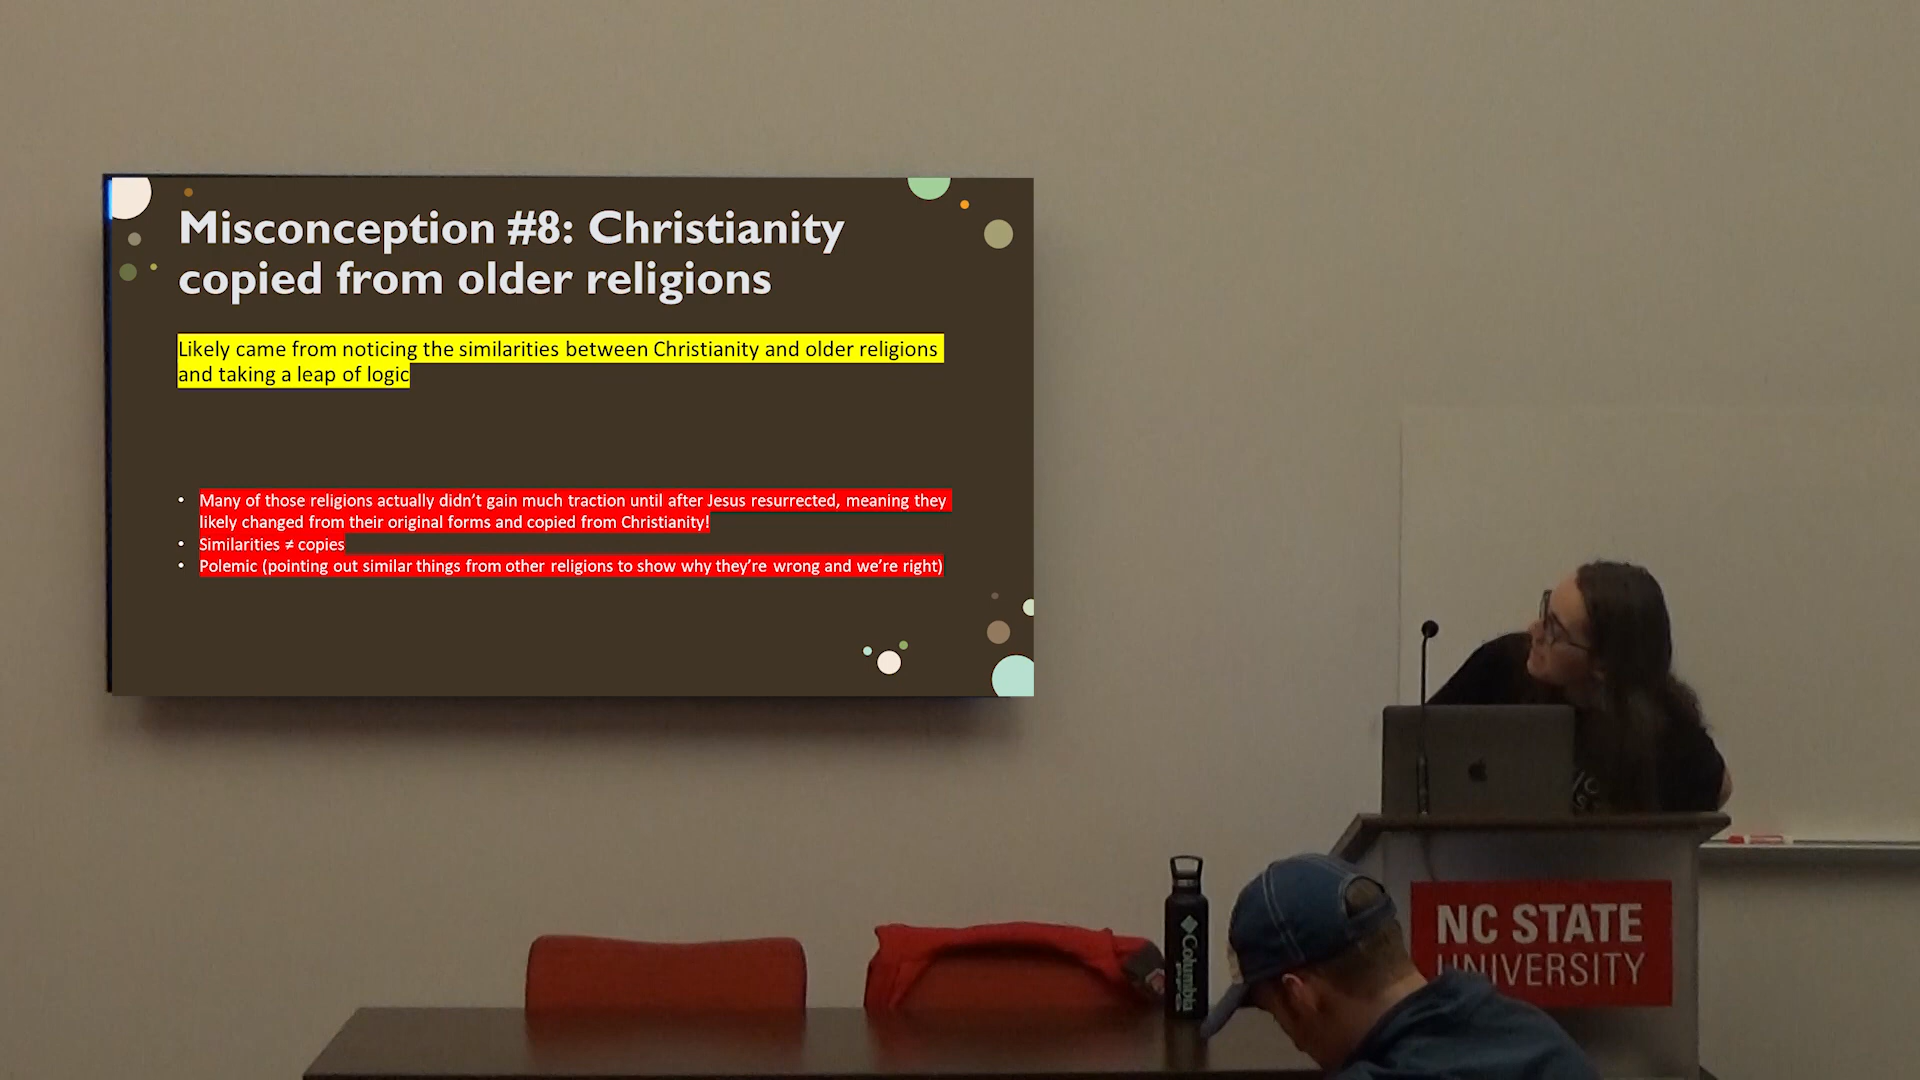 Misconception #8: Christianity
copied from older religions
Likely came from noticing the similarities between Christianity and older religions
and taking a leap of logic
• Many of those religions actually didn't gain much traction until after Jesus resurrected, meaning they
likely changed from their original forms and copied from Christianity!
• Similarities ≠ copies
• Polemic (pointing out similar things from other religions to show why they're wrong and we're right)
Columbia
NC STATE
UNIVERSITY